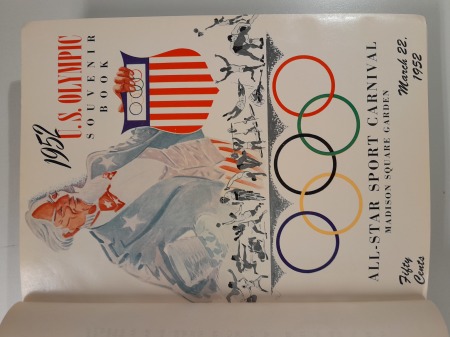 1952
U.S. OLYMPIC
SOUVENIR
BOOK
ALL-STAR SPORT CARNIVAL
MADISON SQUARE GARDEN
Fifty
Cents
March 22.
1952